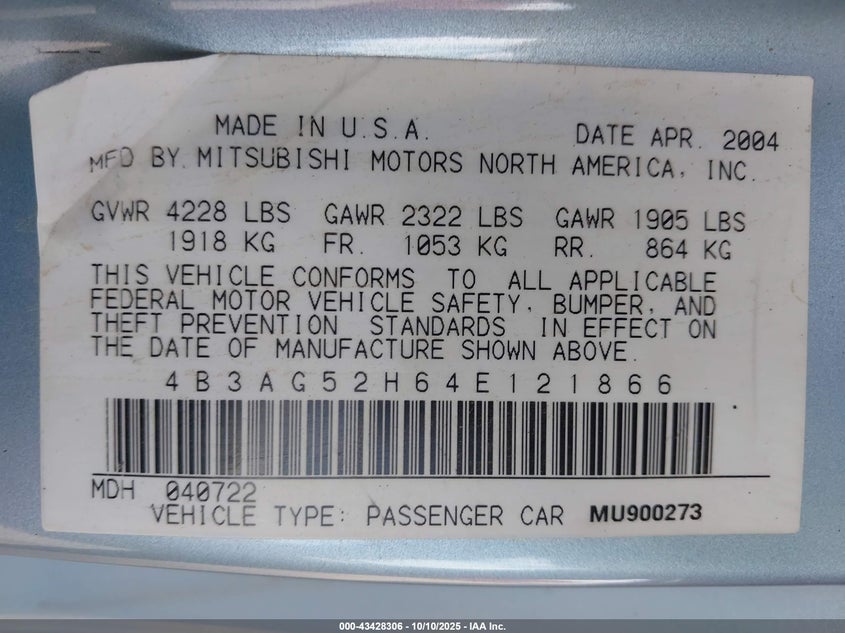 MADE IN U.S.A. DATE APR. 2004
MFD BY MITSUBISHI MOTORS NORTH AMERICA, INC.
GVWR 4228 LBS GAWR 2322 LBS GAWR 1905 LBS
1918 KG FR. 1053 KG RR. 864 KG
THIS VEHICLE CONFORMS TO ALL APPLICABLE
FEDERAL MOTOR VEHICLE SAFETY, BUMPER, AND
THEFT PREVENTION STANDARDS IN EFFECT ON
THE DATE OF MANUFACTURE SHOWN ABOVE.
4B3AG52H64E121866
MDH 040722
VEHICLE TYPE: PASSENGER CAR MU900273
000-43428306 - 10/10/2025 - IAA Inc.